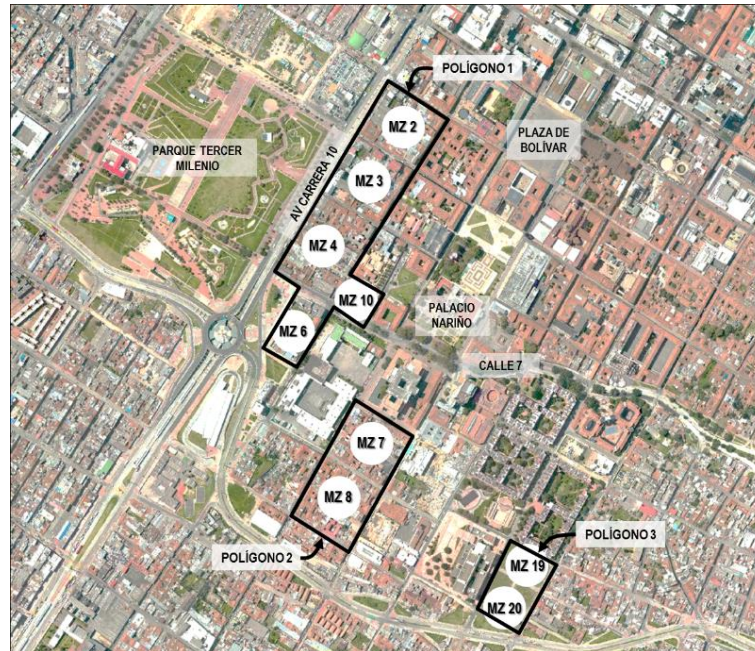 POLÍGONO 1
MZ 2
PLAZA DE
BOLÍVAR
PARQUE TERCER
MILENIO
AV CARRERA 10
MZ 3
MZ 4
MZ 10
PALACIO
NARIÑO
MZ 6
CALLE 7
MZ 7
MZ 8
POLÍGONO 2
POLÍGONO 3
MZ 19
MZ 20